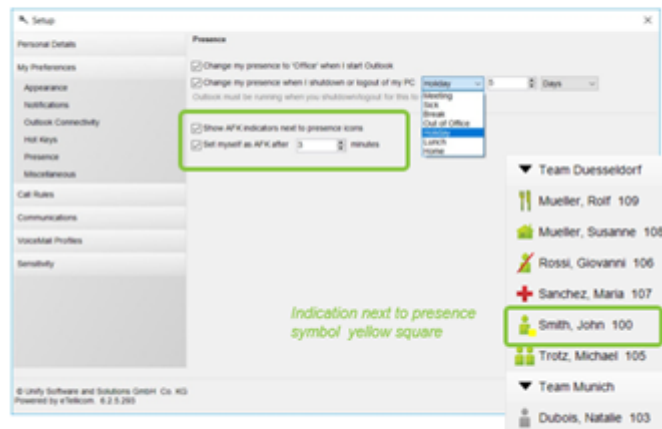 Setup
Personal Details
My Preferences
Appearance
Notifications
Outlook Connectivity
Hot Keys
Presence
Miscellaneous
Call Rules
Communications
VoiceMail Profiles
Sensitivity
Presence
Change my presence to 'Office' when I start Outlook
Change my presence when I shutdown or logout of my PC Holiday 5 Days
Outlook must be running when you shutdown/logout for this to
Meeting
Sick
Break
Out of Office
Holiday
Lunch
Home
Show AFK indicators next to presence icons
Set myself as AFK after 3 minutes
Indication next to presence
symbol yellow square
Team Duesseldorf
Mueller, Rolf 109
Mueller, Susanne 108
Rossi, Giovanni 106
Sanchez, Maria 107
Smith, John 100
Trotz, Michael 105
Team Munich
Dubois, Natalie 103
© Unify Software and Solutions GmbH Co. KG
Powered by eTellicom 6.2.5.293